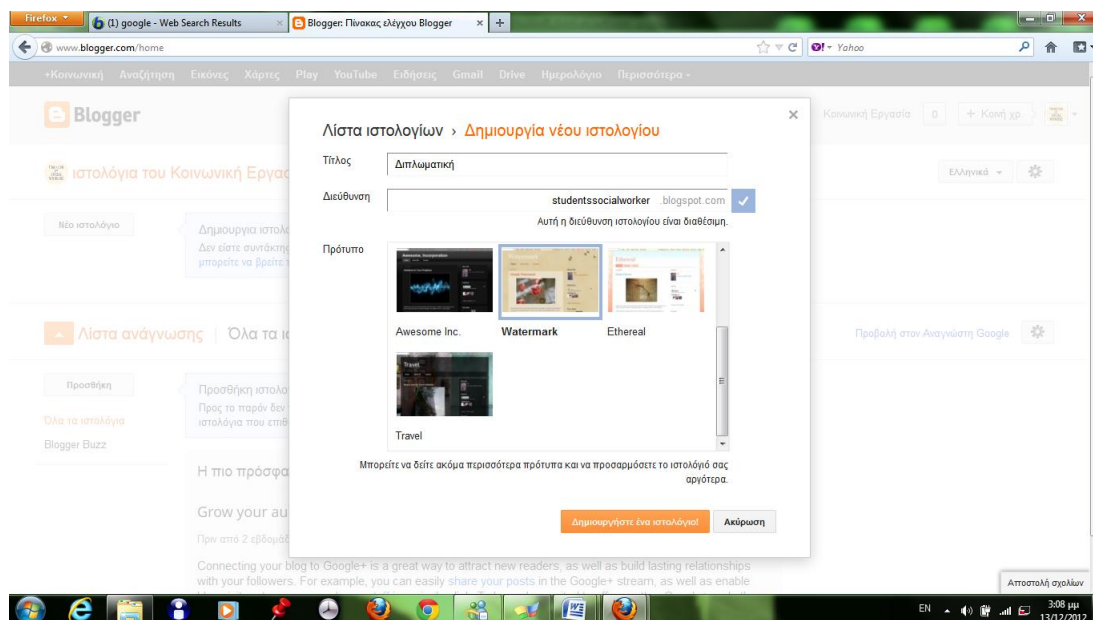 Firefox
(1) google - Web Search Results
Blogger: Πίνακας ελέγχου Blogger
www.blogger.com/home
Yahoo
+Κοινωνική Αναζήτηση Εικόνες Χάρτες Play YouTube Ειδήσεις Gmail Drive Ημερολόγιο Περισσότερα
Blogger
Κοινωνική Εργασία 0 + Κοινή χρ.
Λίστα ιστολογίων › Δημιουργία νέου ιστολογίου
ιστολόγια του Κοινωνική Εργασ
Ελληνικά
Τίτλος Διπλωματική
Διεύθυνση studentssocialworker .blogspot.com
Αυτή η διεύθυνση ιστολογίου είναι διαθέσιμη.
Νέο ιστολόγιο
Δημιουργια ιστολο
Δεν είστε συντάκτης
μπορείτε να βρείτε
Πρότυπο
Awesome Inc. Watermark Ethereal
Travel
Λίστα ανάγνωσης Όλα τα ισ
Προβολή στον Αναγνώστη Google
Προσθήκη
Προσθήκη ιστολο
Προς το παρόν δεν
ιστολόγια που επιθ
Όλα τα ιστολόγια
Blogger Buzz
Μπορείτε να δείτε ακόμα περισσότερα πρότυπα και να προσαρμόσετε το ιστολόγιό σας
αργότερα.
Η πιο πρόσφα
Δημιουργήστε ένα ιστολόγιο! Ακύρωση
Grow your au
Πριν από 2 εβδομάδ
Connecting your blog to Google+ is a great way to attract new readers, as well as build lasting relationships
with your followers. For example, you can easily share your posts in the Google+ stream, as well as enable
Αποστολή σχολίων
EN 3:08 μμ
13/12/2012